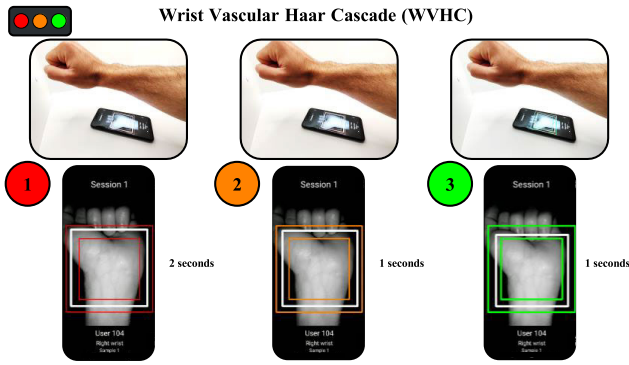 Wrist Vascular Haar Cascade (WVHC)
1
2
3
Session 1
Session 1
Session 1
2 seconds
1 seconds
1 seconds
User 104
Right wrist
Sample 1
User 104
Right wrist
Sample 1
User 104
Right wrist
Sample 1